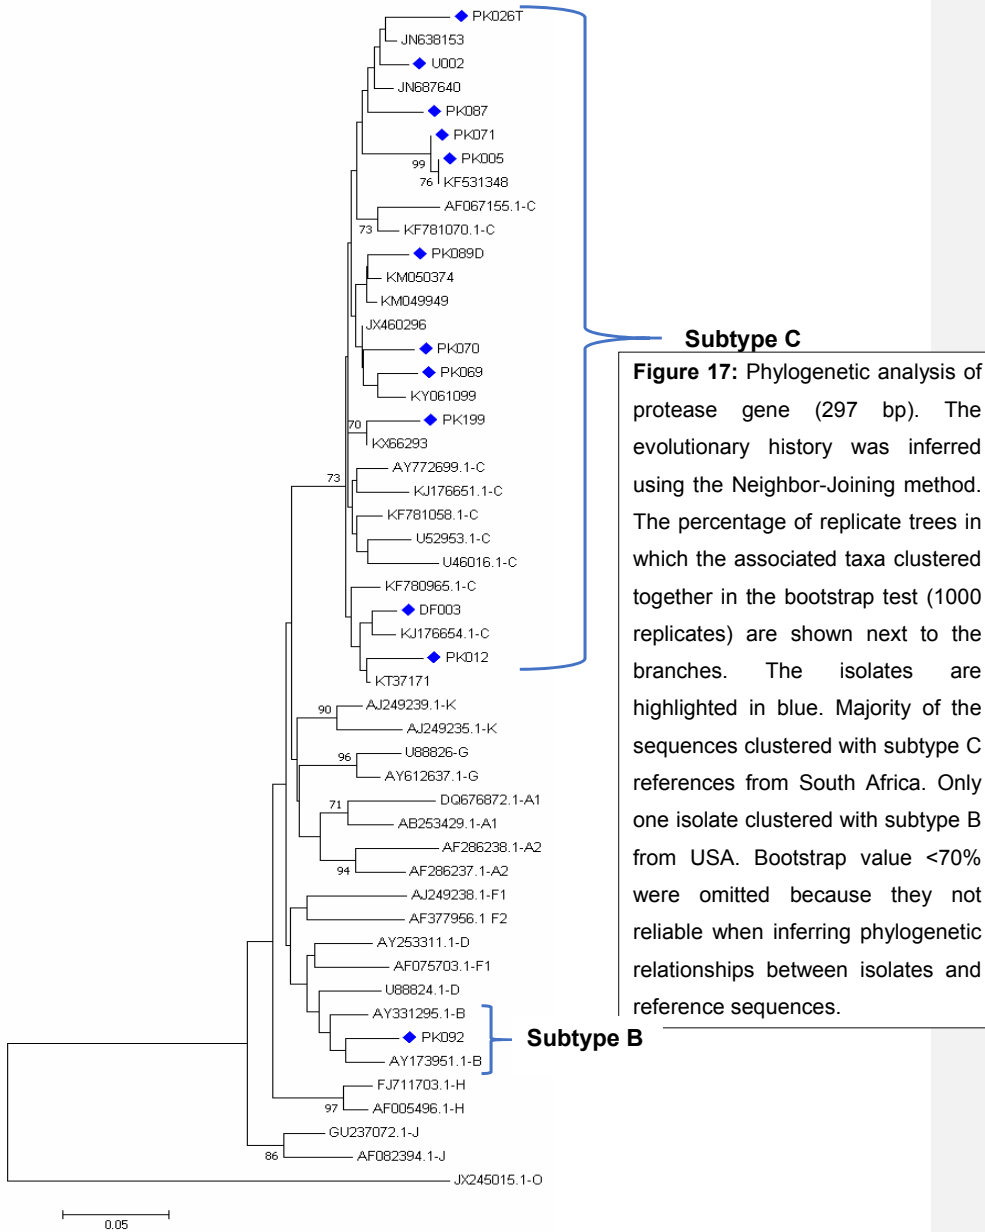 PK026T
JN638153
U002
JN687640
PK087
PK071
99
PK005
76
KF531348
AF067155.1-C
73
KF781070.1-C
PK089D
KM050374
KM049949
JX460296
Subtype C
PK070
PK069
KY061099
PK199
70
KX66293
AY772699.1-C
73
KJ176651.1-C
KF781058.1-C
U52953.1-C
U46016.1-C
KF780965.1-C
DF003
KJ176654.1-C
PK012
KT37171
AJ249239.1-K
90
AJ249235.1-K
U88826-G
96
AY612637.1-G
DQ676872.1-A1
71
AB253429.1-A1
AF286238.1-A2
94
AF286237.1-A2
AJ249238.1-F1
AF377956.1 F2
AY253311.1-D
AF075703.1-F1
U88824.1-D
AY331295.1-B
PK092
Subtype B
AY173951.1-B
FJ711703.1-H
97
AF005496.1-H
GU237072.1-J
86
AF082394.1-J
JX245015.1-O
0.05
Figure 17: Phylogenetic analysis of
protease gene (297 bp). The
evolutionary history was inferred
using the Neighbor-Joining method.
The percentage of replicate trees in
which the associated taxa clustered
together in the bootstrap test (1000
replicates) are shown next to the
branches. The isolates are
highlighted in blue. Majority of the
sequences clustered with subtype C
references from South Africa. Only
one isolate clustered with subtype B
from USA. Bootstrap value <70%
were omitted because they not
reliable when inferring phylogenetic
relationships between isolates and
reference sequences.